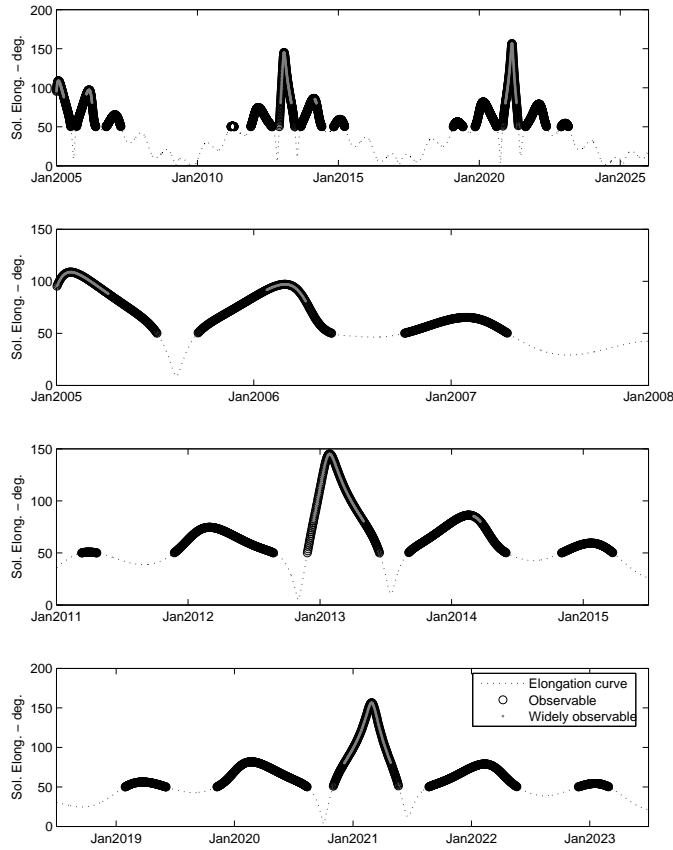 200
150
100
50
0
Sol. Elong. − deg.
Jan2005 Jan2010 Jan2015 Jan2020 Jan2025
150
100
50
0
Sol. Elong. − deg.
Jan2005 Jan2006 Jan2007 Jan2008
150
100
50
0
Sol. Elong. − deg.
Jan2011 Jan2012 Jan2013 Jan2014 Jan2015
200
150
100
50
0
Sol. Elong. − deg.
Elongation curve
Observable
Widely observable
Jan2019 Jan2020 Jan2021 Jan2022 Jan2023